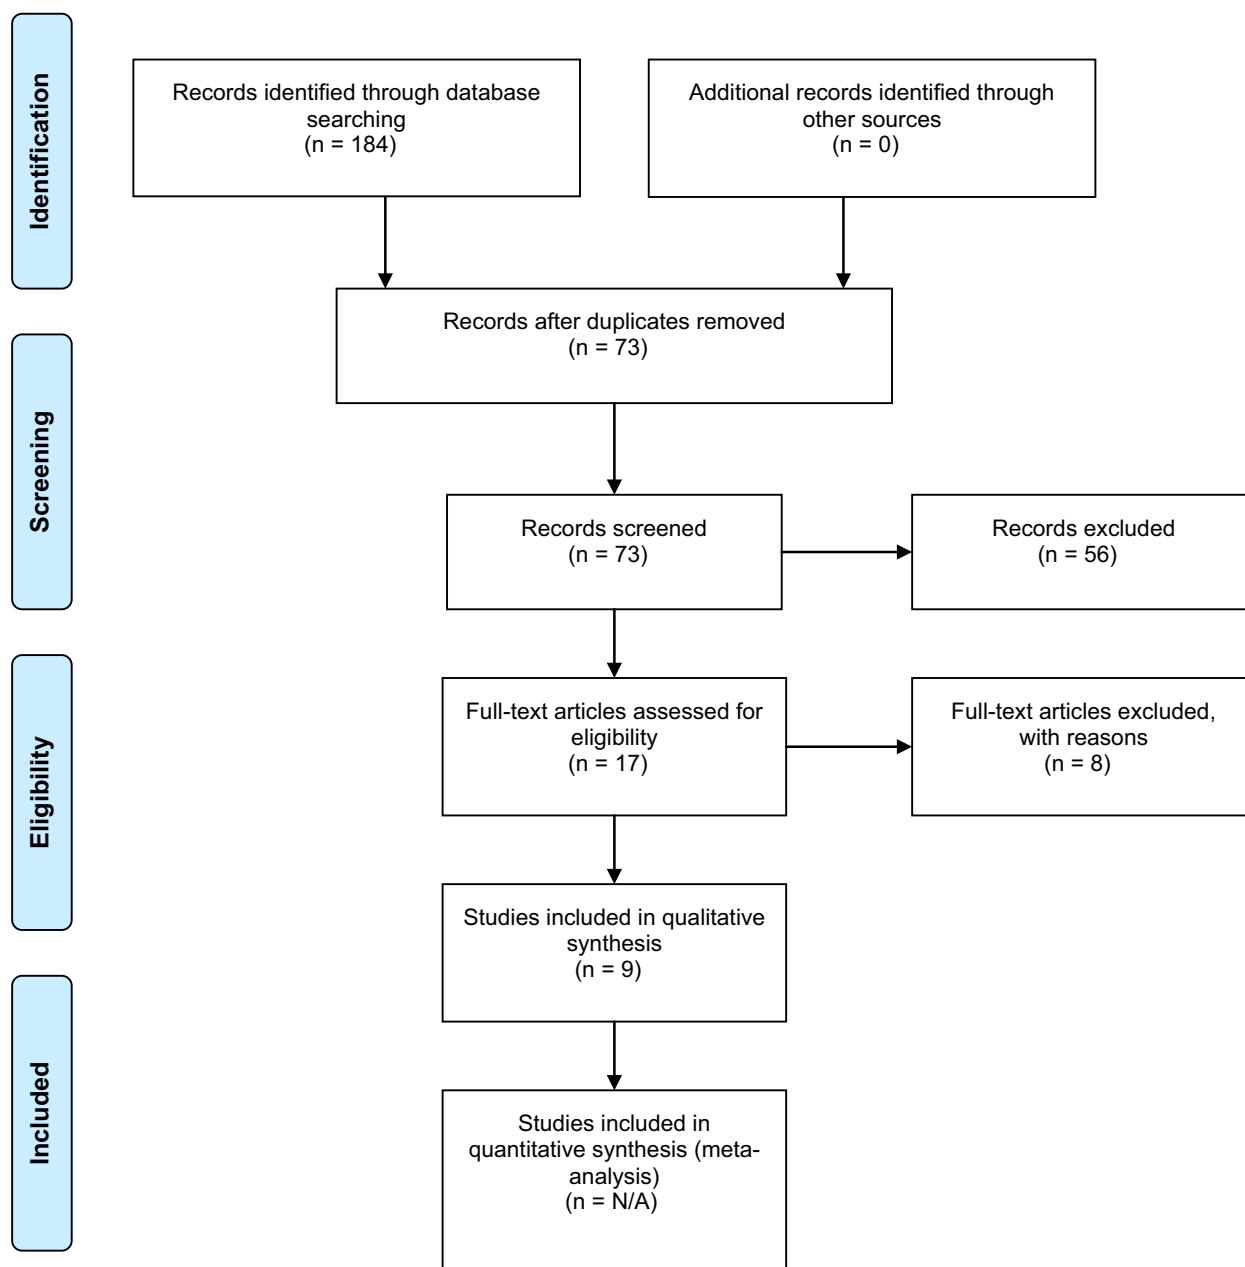 Identification
Records identified through database
searching
(n = 184)
Additional records identified through
other sources
(n = 0)
Records after duplicates removed
(n = 73)
Screening
Records screened
(n = 73)
Records excluded
(n = 56)
Eligibility
Full-text articles assessed for
eligibility
(n = 17)
Full-text articles excluded,
with reasons
(n = 8)
Studies included in qualitative
synthesis
(n = 9)
Included
Studies included in
quantitative synthesis (meta-
analysis)
(n = N/A)